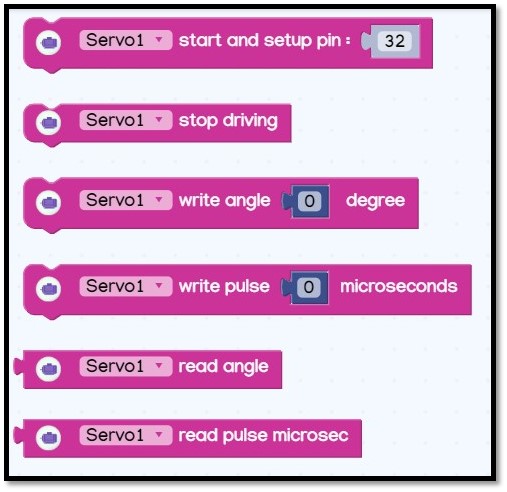 Servo1 start and setup pin : 32
Servo1 stop driving
Servo1 write angle 0 degree
Servo1 write pulse 0 microseconds
Servo1 read angle
Servo1 read pulse microsec